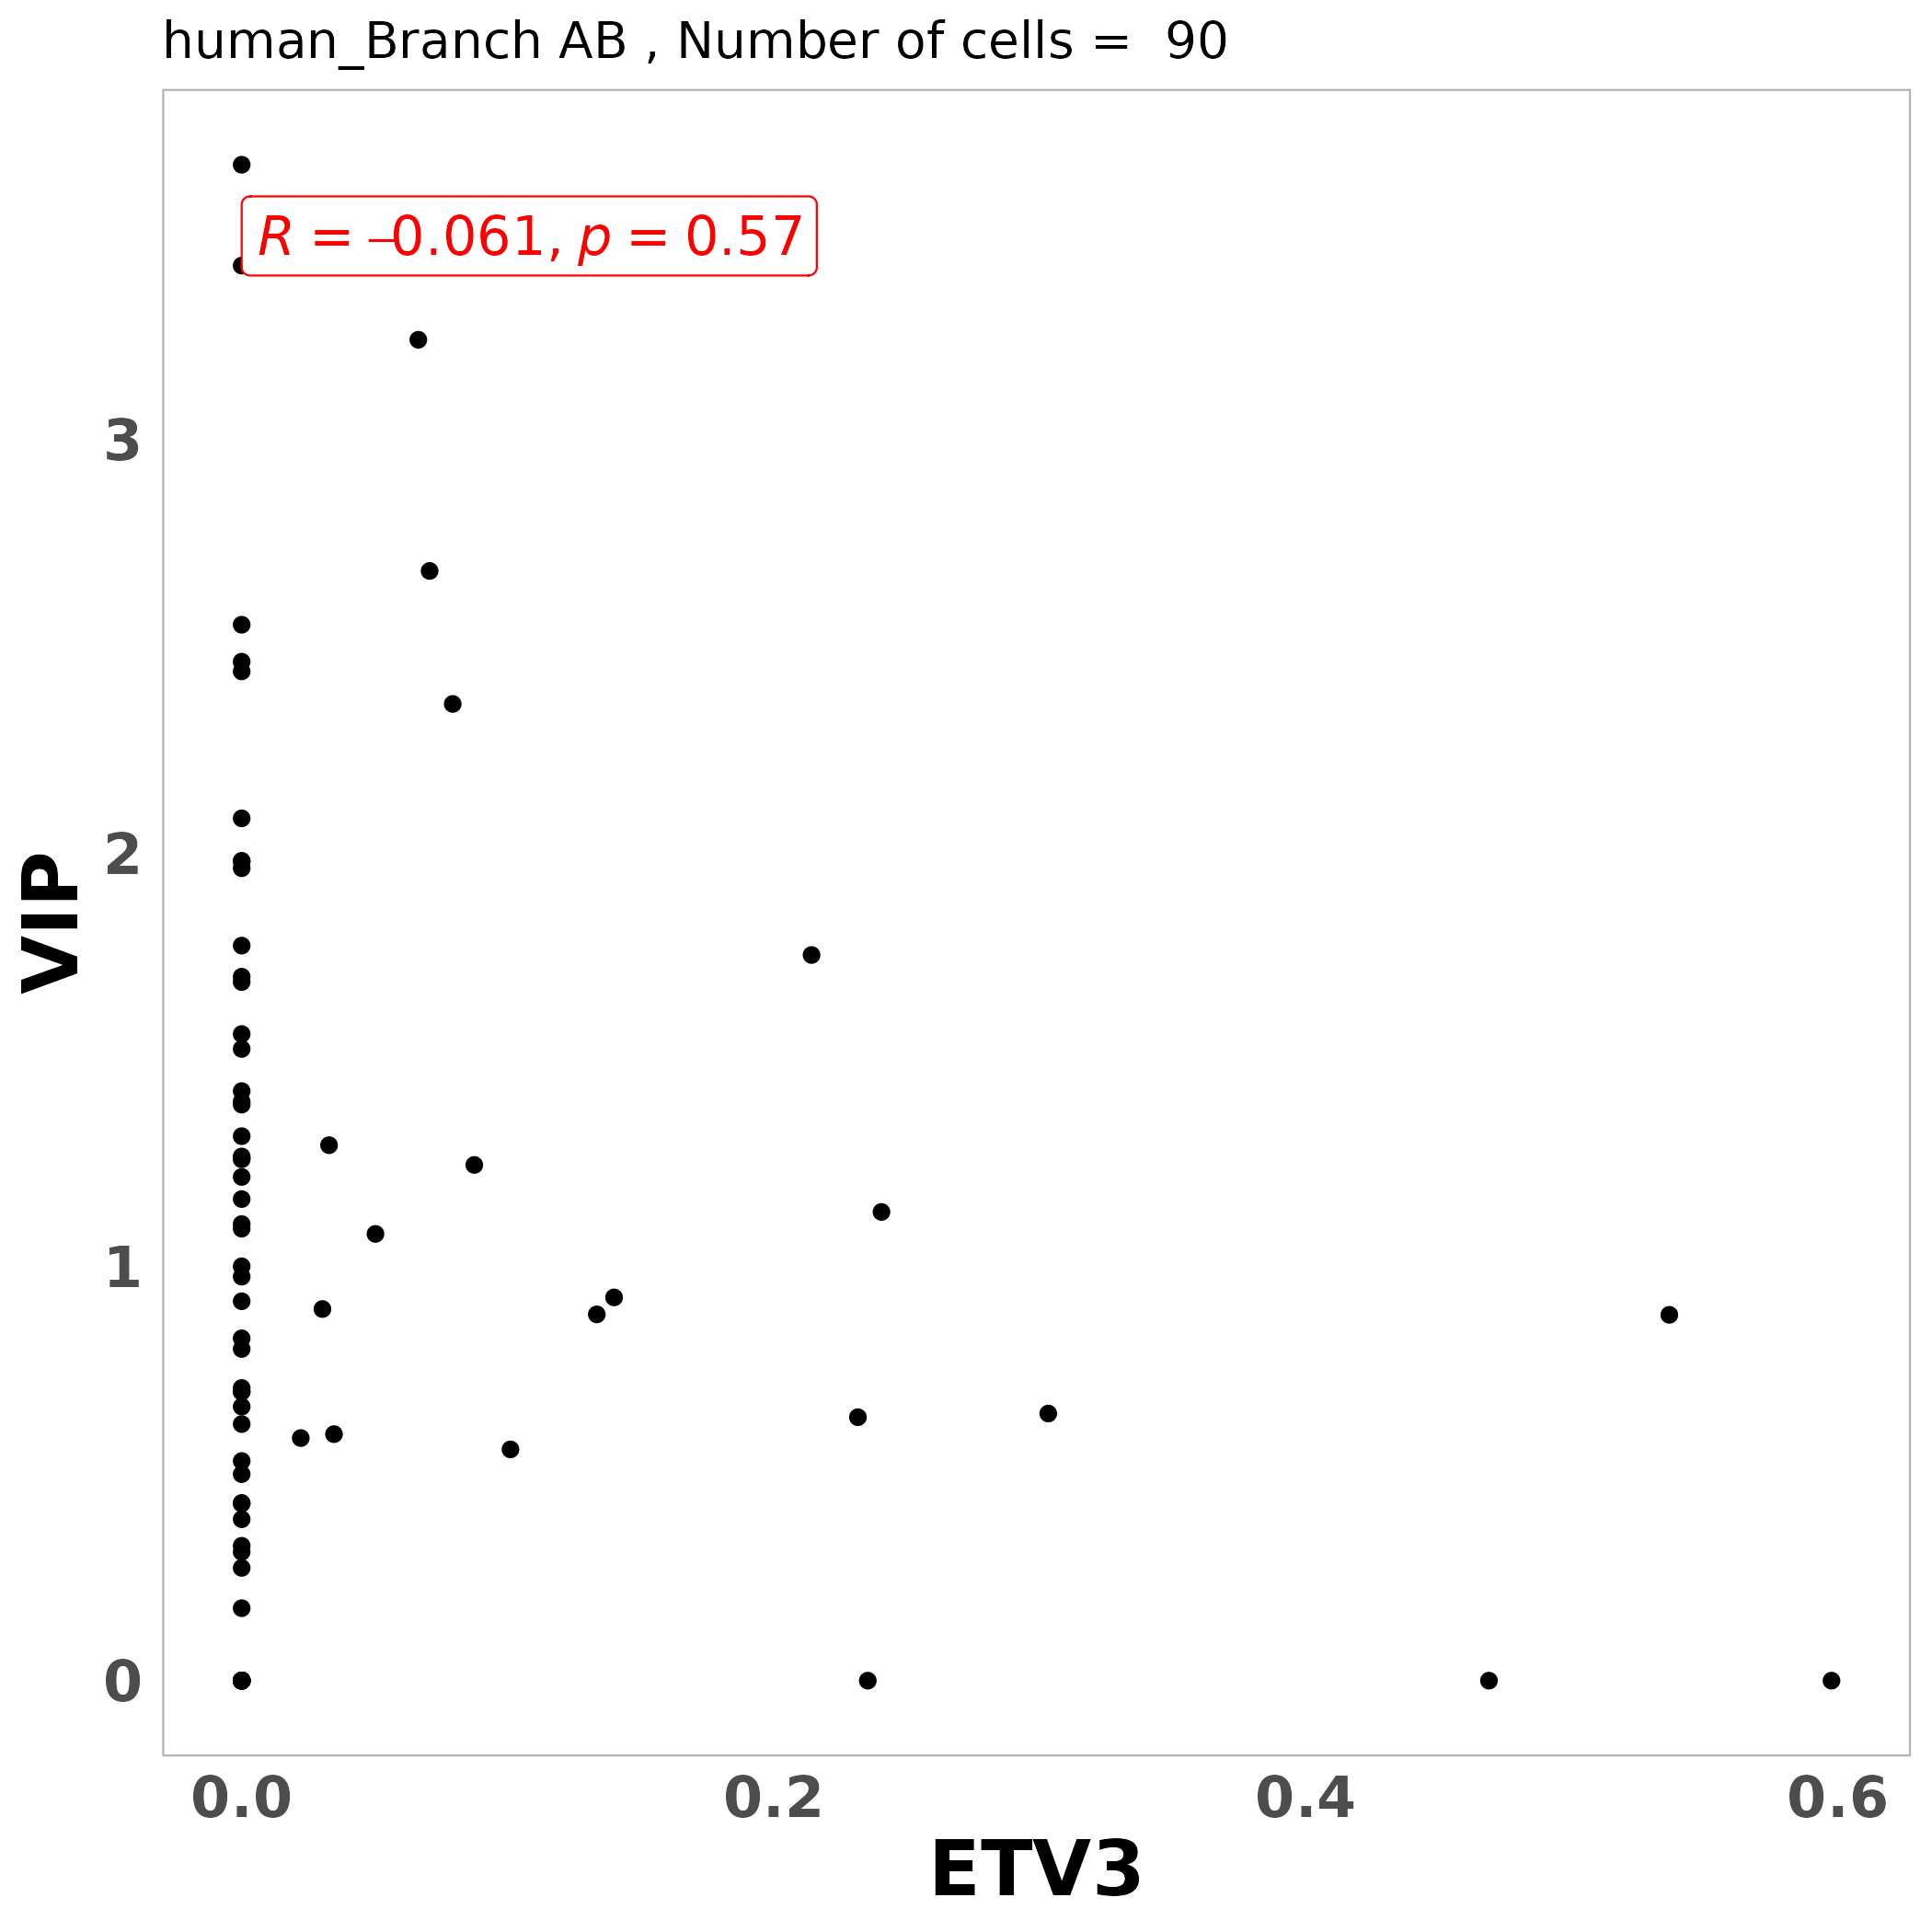 human_Branch AB , Number of cells =  90
R = –0.061, p = 0.57
3
2
1
0
VIP
0.0 0.2 0.4 0.6
ETV3